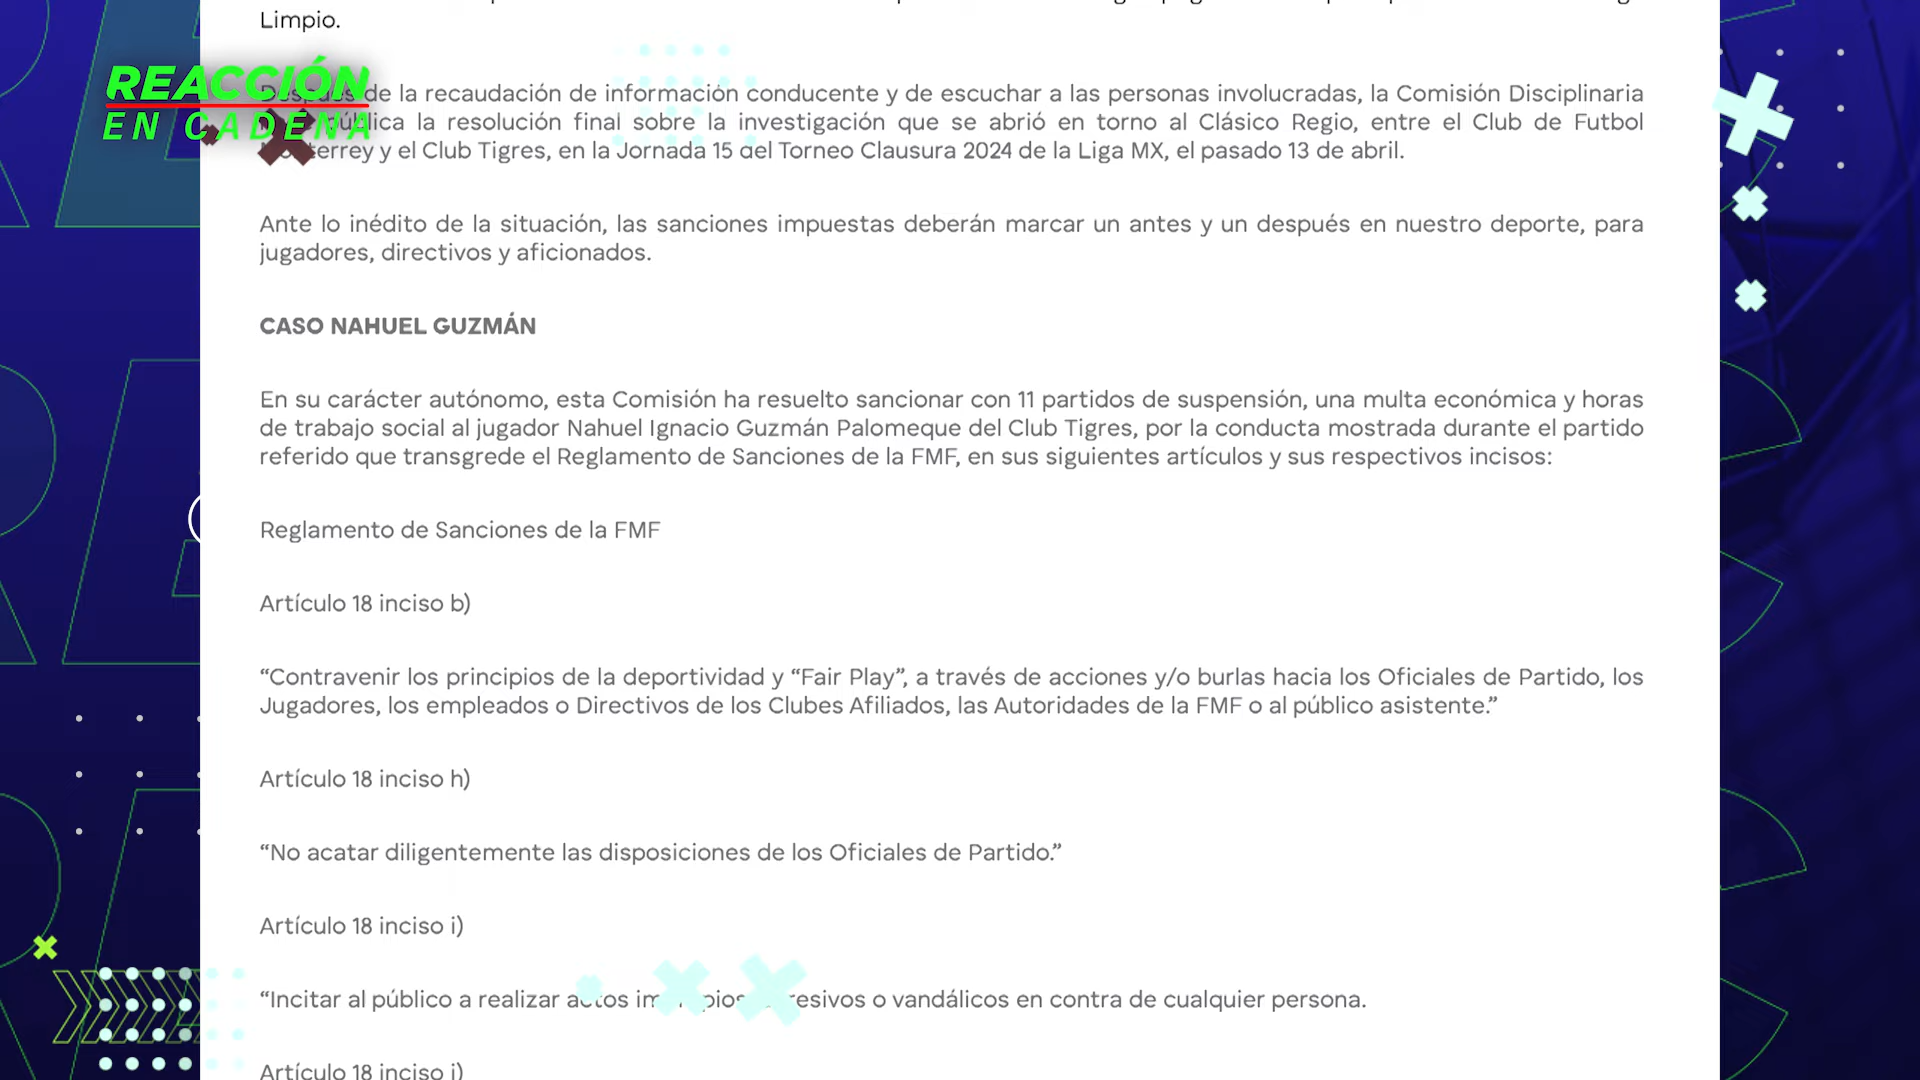 Limpio.
REACCIÓN
EN CADENA
Después de la recaudación de información conducente y de escuchar a las personas involucradas, la Comisión Disciplinaria
pública la resolución final sobre la investigación que se abrió en torno al Clásico Regio, entre el Club de Futbol
Monterrey y el Club Tigres, en la Jornada 15 del Torneo Clausura 2024 de la Liga MX, el pasado 13 de abril.
Ante lo inédito de la situación, las sanciones impuestas deberán marcar un antes y un después en nuestro deporte, para
jugadores, directivos y aficionados.
CASO NAHUEL GUZMÁN
En su carácter autónomo, esta Comisión ha resuelto sancionar con 11 partidos de suspensión, una multa económica y horas
de trabajo social al jugador Nahuel Ignacio Guzmán Palomeque del Club Tigres, por la conducta mostrada durante el partido
referido que transgrede el Reglamento de Sanciones de la FMF, en sus siguientes artículos y sus respectivos incisos:
Reglamento de Sanciones de la FMF
Artículo 18 inciso b)
“Contravenir los principios de la deportividad y “Fair Play”, a través de acciones y/o burlas hacia los Oficiales de Partido, los
Jugadores, los empleados o Directivos de los Clubes Afiliados, las Autoridades de la FMF o al público asistente.”
Artículo 18 inciso h)
“No acatar diligentemente las disposiciones de los Oficiales de Partido.”
Artículo 18 inciso i)
“Incitar al público a realizar actos o vandálicos en contra de cualquier persona.
Artículo 18 inciso j)